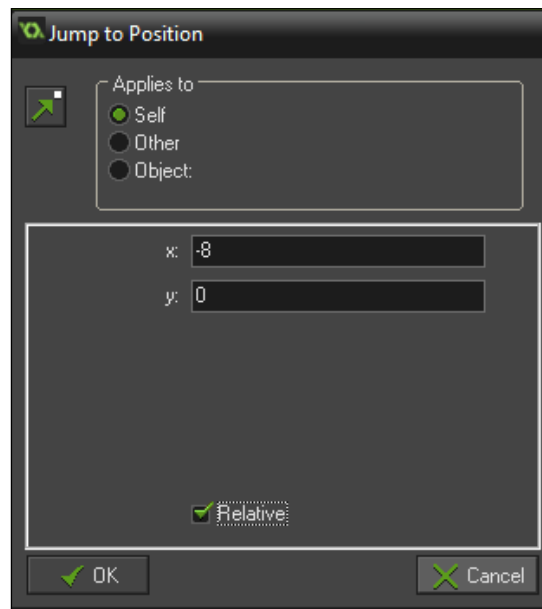 Jump to Position
Applies to
Self
Other
Object:
x: -8
y: 0
Relative
OK
Cancel